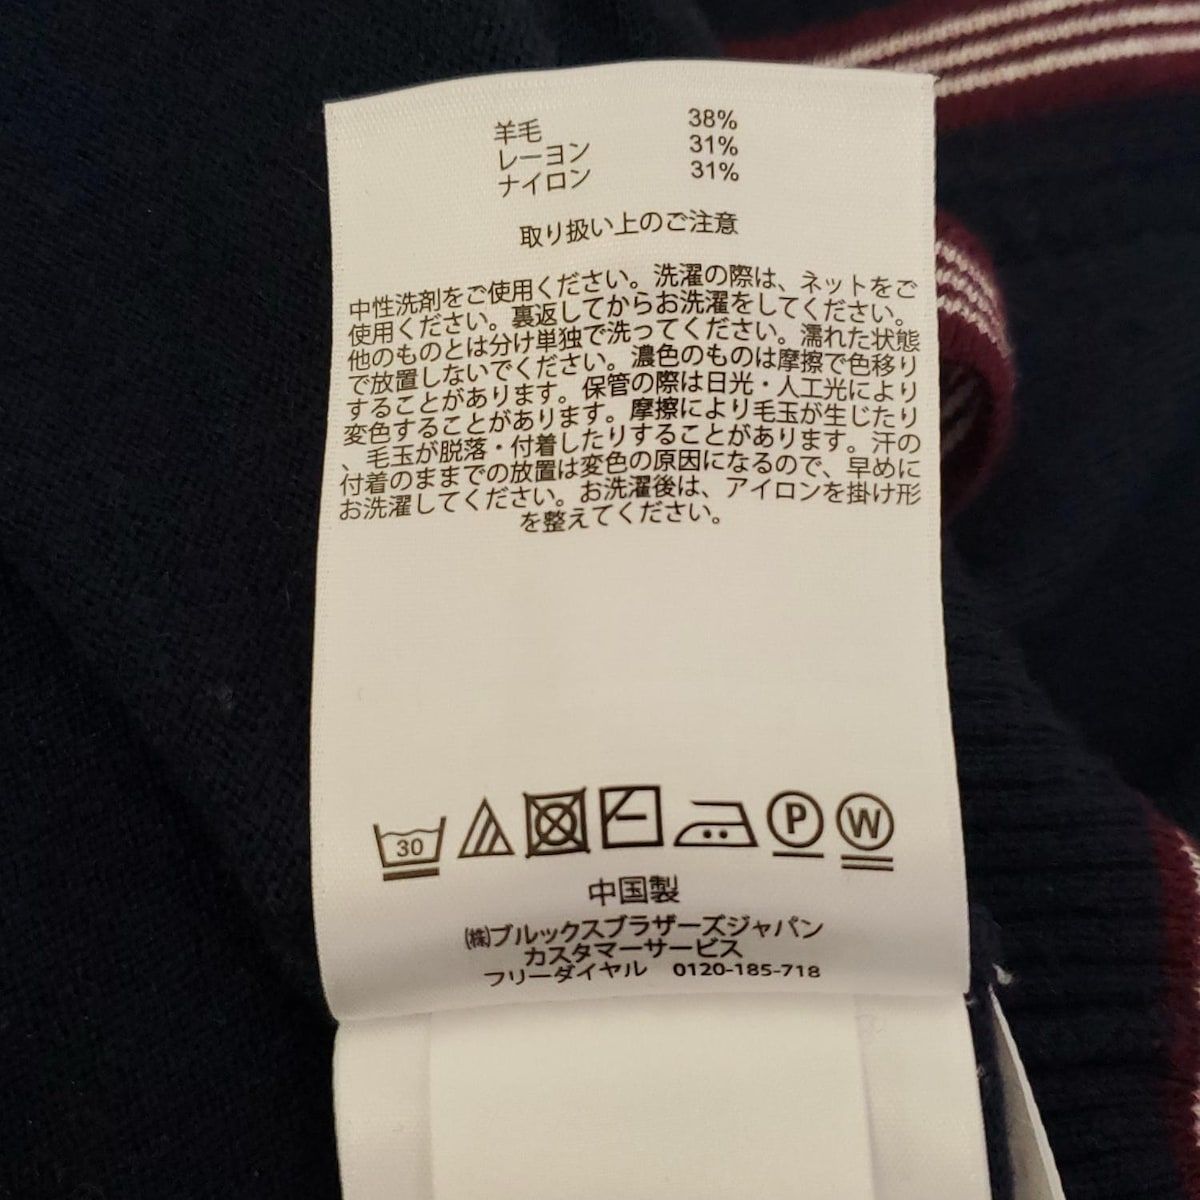 羊毛 38%
レーヨン 31%
ナイロン 31%
取り扱い上のご注意
中性洗剤をご使用ください。洗濯の際は、ネットをご
使用ください。裏返してからお洗濯をしてください。
他のものとは分け単独で洗ってください。濡れた状態
で放置しないでください。濃色のものは摩擦で色移り
することがあります。保管の際は日光・人工光により
変色することがあります。摩擦により毛玉が生じたり
、毛玉が脱落・付着したりすることがあります。汗の
付着のままでの放置は変色の原因になるので、早めに
お洗濯してください。お洗濯後は、アイロンを掛け形
を整えてください。
30 P W
中国製
㈱ブルックスブラザーズジャパン
カスタマーサービス
フリーダイヤル 0120-185-718